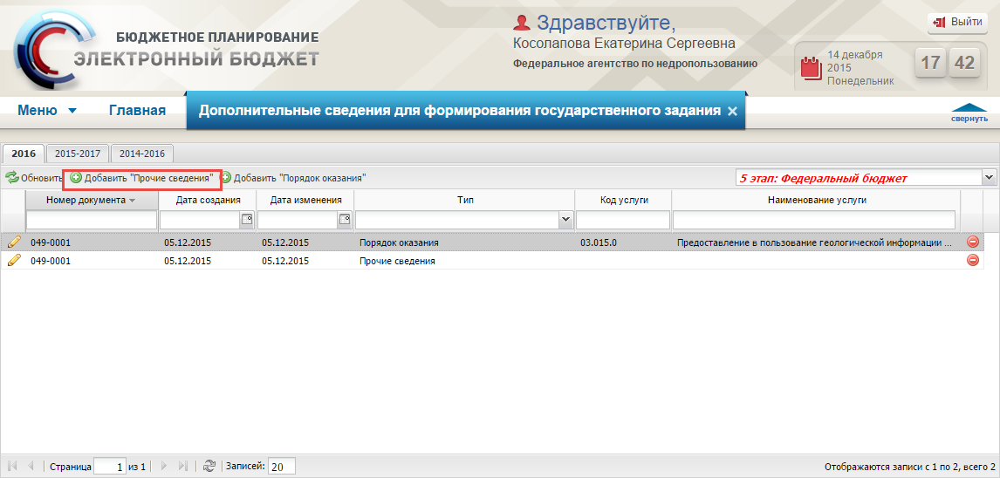 БЮДЖЕТНОЕ ПЛАНИРОВАНИЕ
ЭЛЕКТРОННЫЙ БЮДЖЕТ
Здравствуйте,
Косолапова Екатерина Сергеевна
Федеральное агентство по недропользованию
Выйти
14 декабря
2015
Понедельник
17 42
Меню Главная Дополнительные сведения для формирования государственного задания
свернуть
2016 2015-2017 2014-2016
Обновить Добавить "Прочие сведения" Добавить "Порядок оказания" 5 этап: Федеральный бюджет
Номер документа Дата создания Дата изменения Тип Код услуги Наименование услуги
049-0001 05.12.2015 05.12.2015 Порядок оказания 03.015.0 Предоставление в пользование геологической информации ...
049-0001 05.12.2015 05.12.2015 Прочие сведения
Страница 1 из 1 Записей: 20 Отображаются записи с 1 по 2, всего 2